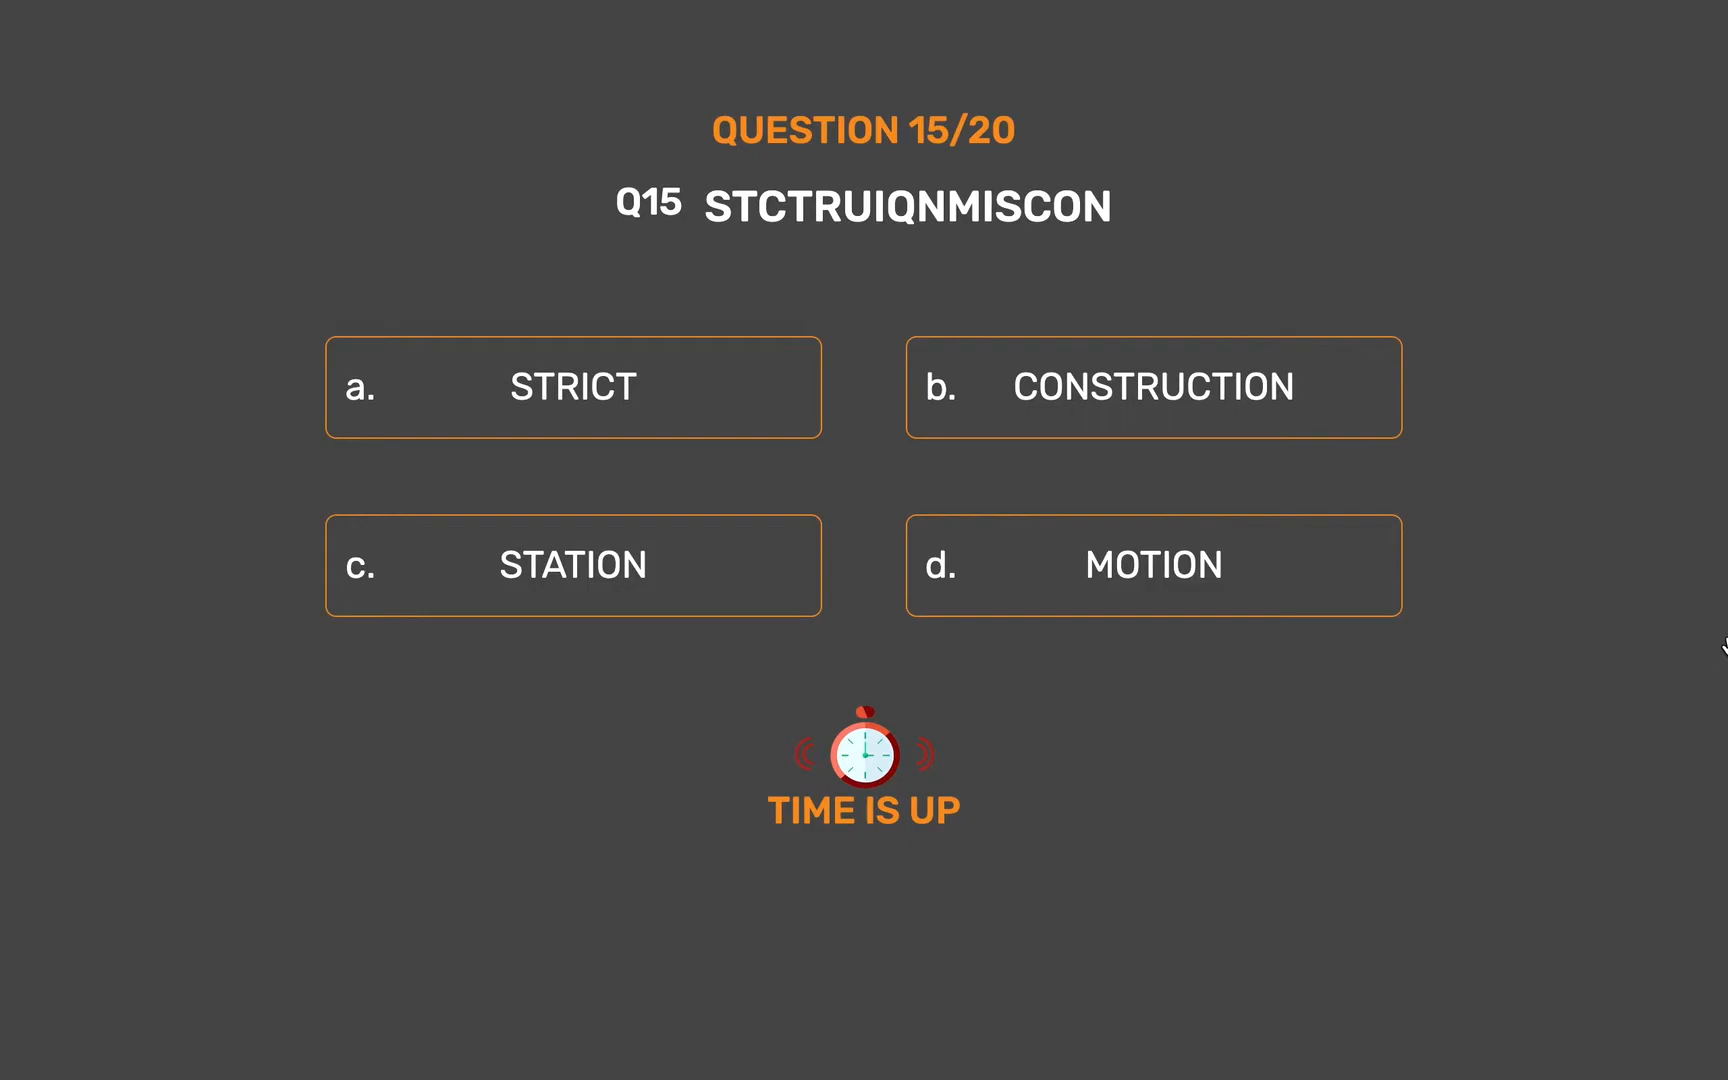 QUESTION 15/20
Q15 STCTRUIQNMISCON
a. STRICT
b. CONSTRUCTION
c. STATION
d. MOTION
TIME IS UP